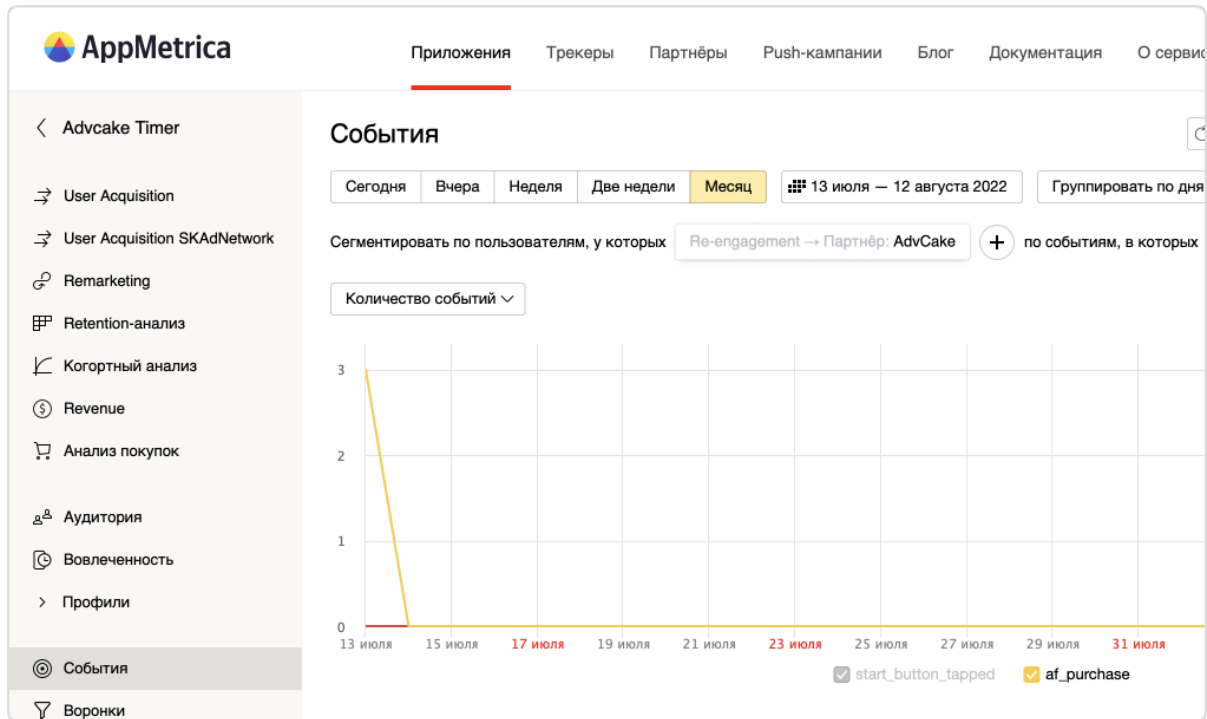 AppMetrica
Приложения Трекеры Партнёры Push-кампании Блог Документация О сервис
Advcake Timer
User Acquisition
User Acquisition SKAdNetwork
Remarketing
Retention-анализ
Когортный анализ
Revenue
Анализ покупок
Аудитория
Вовлеченность
Профили
События
Воронки
События
Сегодня Вчера Неделя Две недели Месяц 13 июля — 12 августа 2022 Группировать по дня
Сегментировать по пользователям, у которых Re-engagement → Партнёр: AdvCake + по событиям, в которых
Количество событий
3
2
1
0
13 июля 15 июля 17 июля 19 июля 21 июля 23 июля 25 июля 27 июля 29 июля 31 июля
start_button_tapped af_purchase